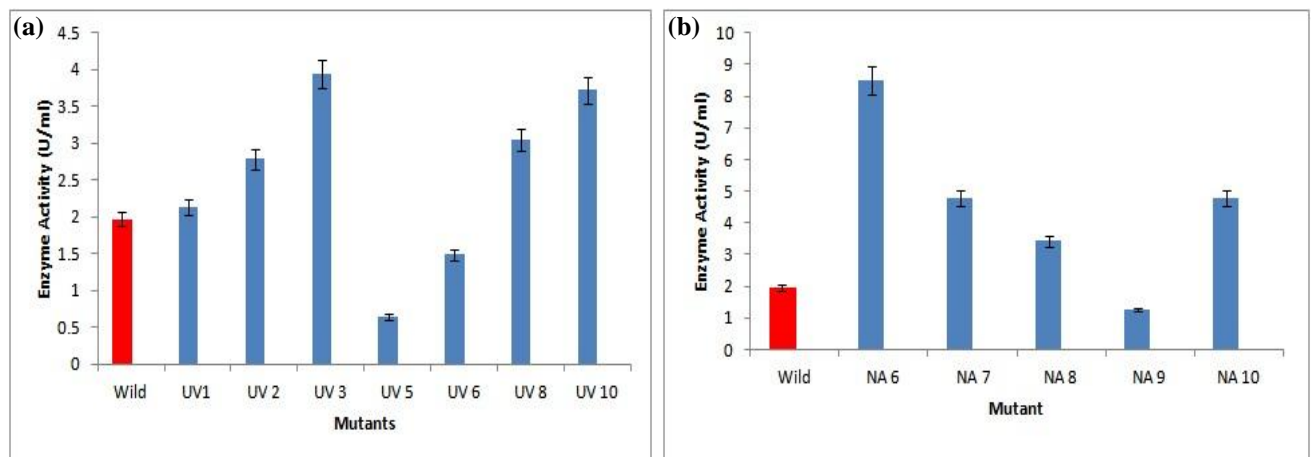 (a)
4.5
4
3.5
3
2.5
2
1.5
1
0.5
0
Enzyme Activity (U/ml)
Wild UV1 UV 2 UV 3 UV 5 UV 6 UV 8 UV 10
Mutants
(b)
10
9
8
7
6
5
4
3
2
1
0
Enzyme Activity (U/ml)
Wild NA 6 NA 7 NA 8 NA 9 NA 10
Mutant